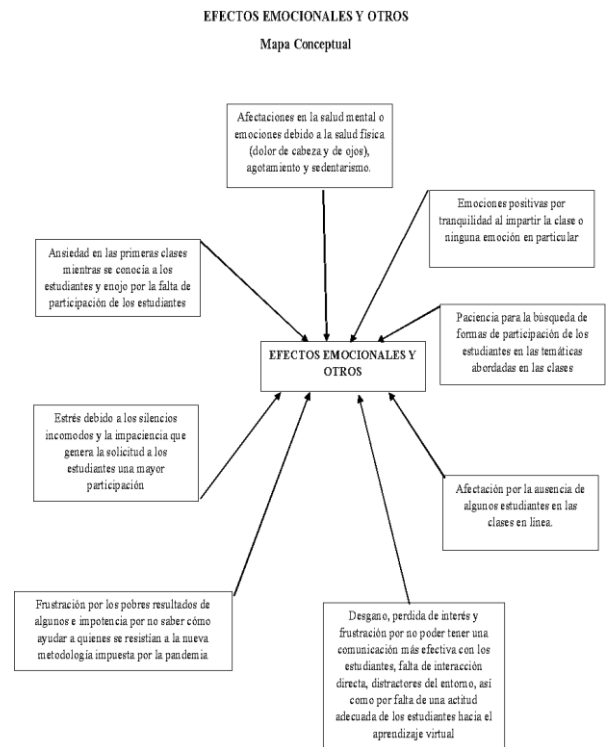 EFECTOS EMOCIONALES Y OTROS
Mapa Conceptual
Afectaciones en la salud mental o
emociones debido a la salud física
(dolor de cabeza y de ojos),
agotamiento y sedentarismo.
Emociones positivas por
tranquilidad al impartir la clase o
ninguna emoción en particular
Ansiedad en las primeras clases
mientras se conocía a los
estudiantes y enojo por la falta de
participación de los estudiantes
Paciencia para la búsqueda de
formas de participación de los
estudiantes en las temáticas
abordadas en las clases
EFECTOS EMOCIONALES Y
OTROS
Estrés debido a los silencios
incomodos y la impaciencia que
genera la solicitud a los
estudiantes una mayor
participación
Afectación por la ausencia de
algunos estudiantes en las
clases en línea.
Frustración por los pobres resultados de
algunos e impotencia por no saber cómo
ayudar a quienes se resistian a la nueva
metodología impuesta por la pandemia
Desgano, perdida de interés y
frustración por no poder tener una
comunicación más efectiva con los
estudiantes, falta de interacción
directa, distractores del entorno, así
como por falta de una actitud
adecuada de los estudiantes hacia el
aprendizaje virtual